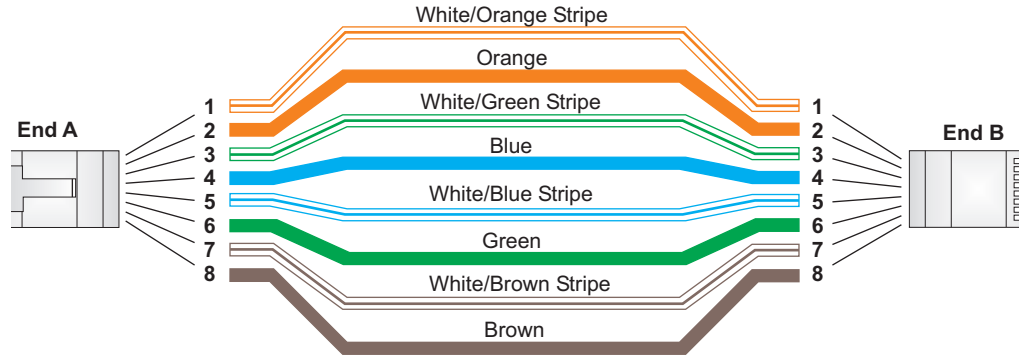 White/Orange Stripe
Orange
1 White/Green Stripe 1
End A 2 2 End B
3 Blue 3
4 4
5 White/Blue Stripe 5
6 Green 6
7 7
8 White/Brown Stripe 8
Brown